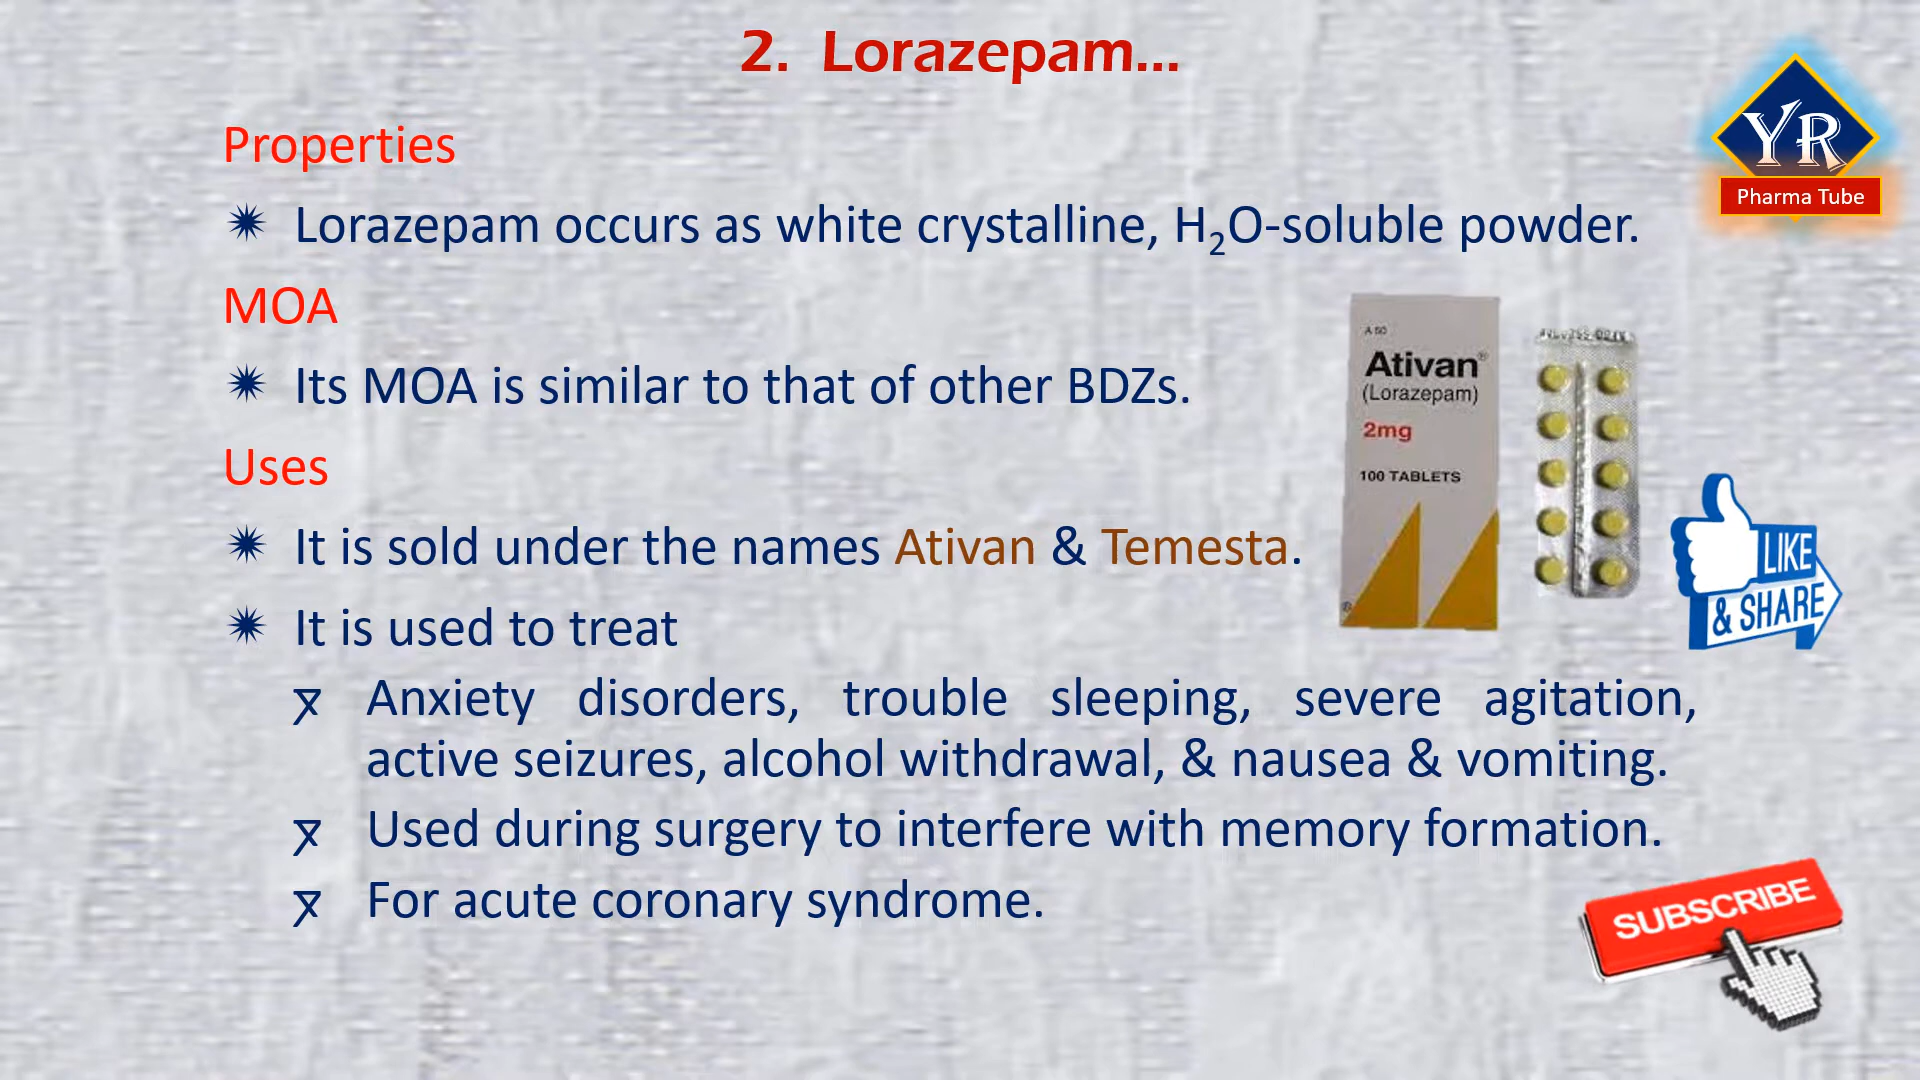 2. Lorazepam...
YR
Pharma Tube
Properties
✹ Lorazepam occurs as white crystalline, H₂O-soluble powder.
MOA
✹ Its MOA is similar to that of other BDZs.
A 50
Ativan®
(Lorazepam)
2mg
100 TABLETS
Uses
✹ It is sold under the names Ativan & Temesta.
LIKE
& SHARE
✹ It is used to treat
Anxiety disorders, trouble sleeping, severe agitation,
active seizures, alcohol withdrawal, & nausea & vomiting.
Used during surgery to interfere with memory formation.
For acute coronary syndrome.
SUBSCRIBE